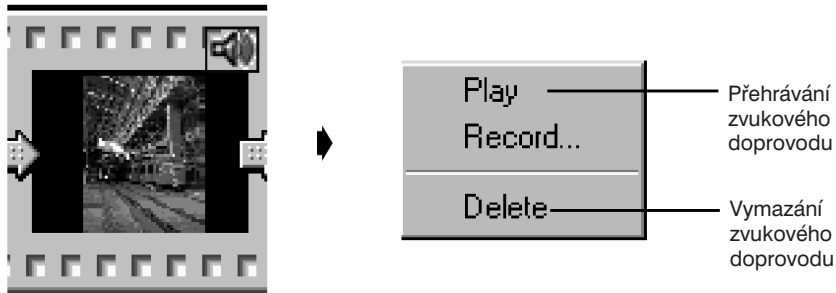 Play
Record...
Delete
Přehrávání
zvukového
doprovodu
Vymazání
zvukového
doprovodu